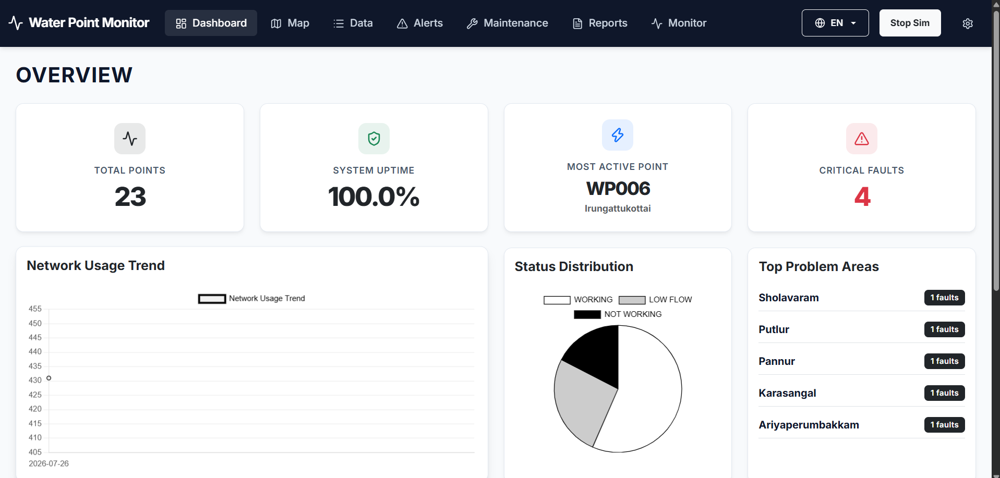 Water Point Monitor
Dashboard
Map
Data
Alerts
Maintenance
Reports
Monitor
EN
Stop Sim
OVERVIEW
TOTAL POINTS
23
SYSTEM UPTIME
100.0%
MOST ACTIVE POINT
WP006
Irungattukottai
CRITICAL FAULTS
4
Network Usage Trend
Network Usage Trend
455
450
445
440
435
430
425
420
415
410
405
2026-07-26
Status Distribution
WORKING
LOW FLOW
NOT WORKING
Top Problem Areas
Sholavaram
1 faults
Putlur
1 faults
Pannur
1 faults
Karasangal
1 faults
Ariyaperumbakkam
1 faults